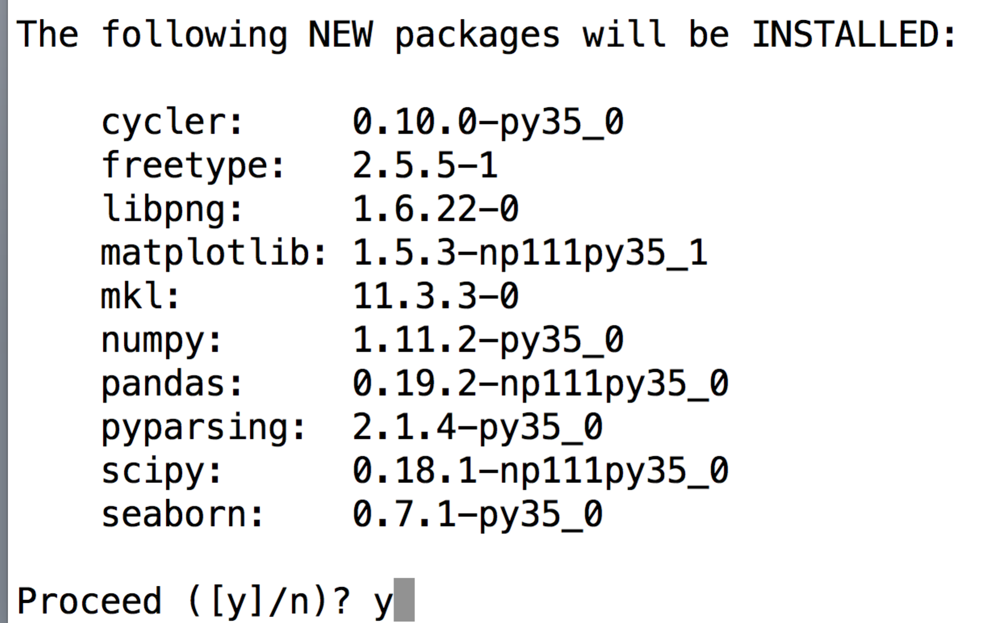 The following NEW packages will be INSTALLED:
cycler: 0.10.0-py35_0
freetype: 2.5.5-1
libpng: 1.6.22-0
matplotlib: 1.5.3-np111py35_1
mkl: 11.3.3-0
numpy: 1.11.2-py35_0
pandas: 0.19.2-np111py35_0
pyparsing: 2.1.4-py35_0
scipy: 0.18.1-np111py35_0
seaborn: 0.7.1-py35_0
Proceed ([y]/n)? y